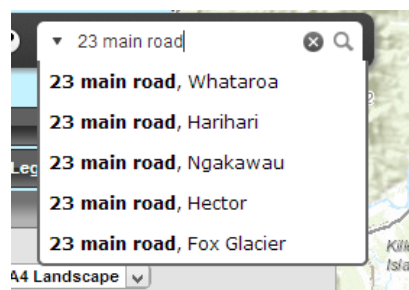 23 main road
23 main road, Whataroa
23 main road, Harihari
Leg
23 main road, Ngakawau
23 main road, Hector
23 main road, Fox Glacier
A4 Landscape